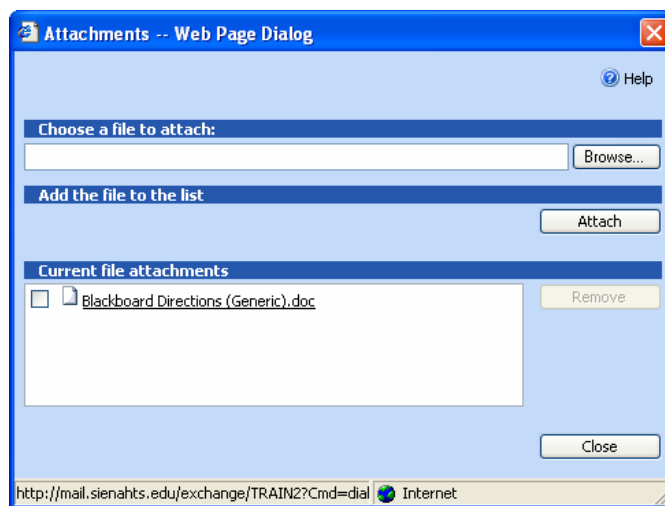 Attachments -- Web Page Dialog
Help
Choose a file to attach:
Browse...
Add the file to the list
Attach
Current file attachments
Blackboard Directions (Generic).doc
Remove
Close
http://mail.sienahts.edu/exchange/TRAIN2?Cmd=dial Internet